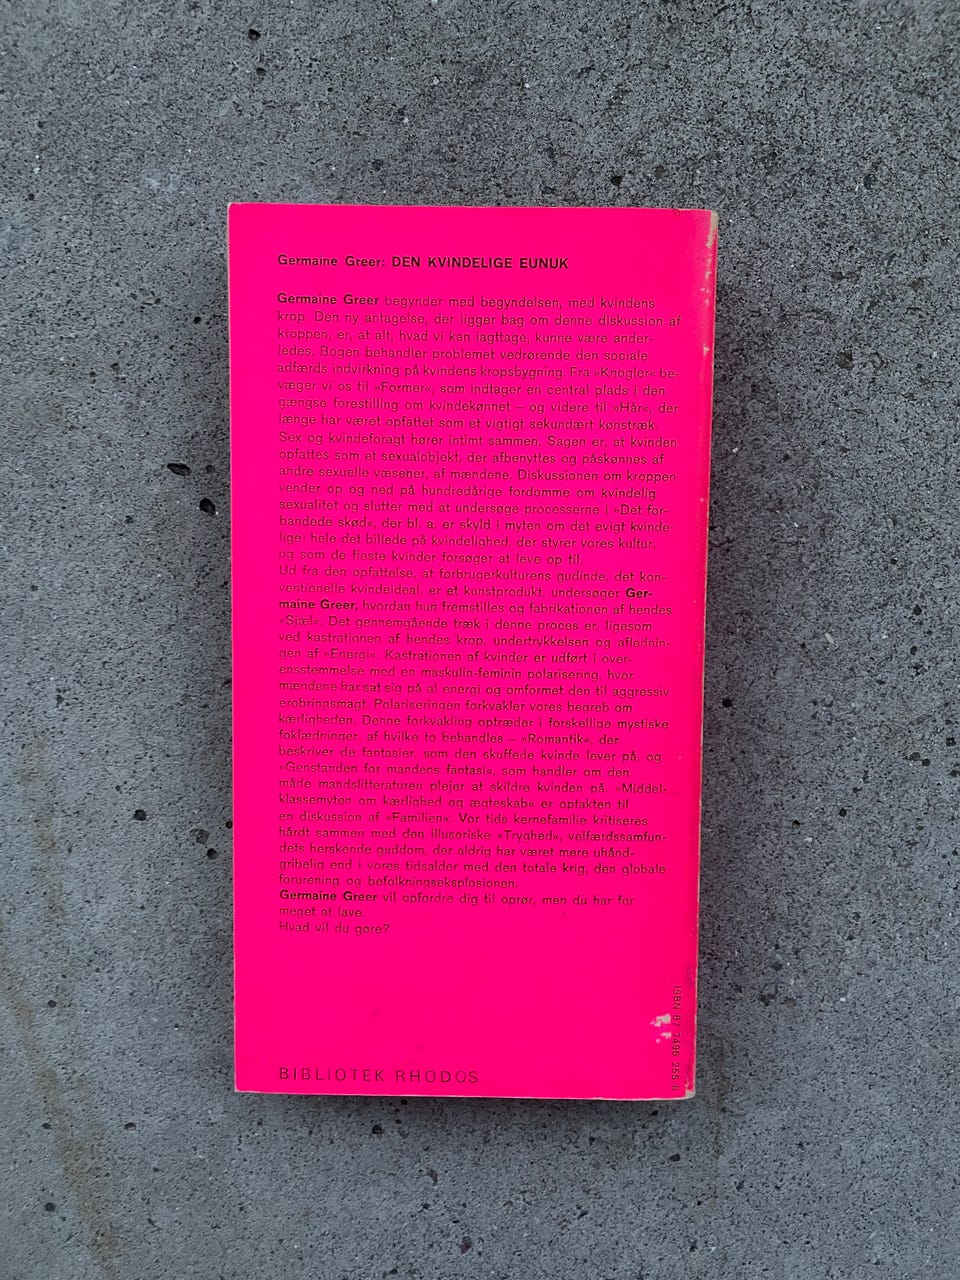 Germaine Greer: DEN KVINDELIGE EUNUK
Germaine Greer begynder med begyndelsen, med kvindens
krop. Den ny antagelse, der ligger bag om denne diskussion af
kroppen, er, at alt, hvad vi kan iagttage, kunne være ander-
ledes. Bogen behandler problemet vedrørende den sociale
adfærds indvirkning på kvindens kropsbygning. Fra »Knogler« be-
væger vi os til »Former«, som indtager en central plads i den
gængse forestilling om kvindekønnet – og videre til »Hår«, der
længe har været opfattet som et vigtigt sekundært kønstræk.
Sex og kvindeforagt hører intimt sammen. Sagen er, at kvinden
opfattes som et sexualobjekt, der afbenyttes og påskønnes af
andre sexuelle væsener, af mændene. Diskussionen om kroppen
vender op og ned på hundredårige fordomme om kvindelig
sexualitet og slutter med at undersøge processerne i »Det for-
bandede skød«, der bl. a. er skyld i myten om det evigt kvinde-
lige: hele det billede på kvindelighed, der styrer vores kultur,
og som de fleste kvinder forsøger at leve op til.
Ud fra den opfattelse, at forbrugerkulturens gudinde, det kon-
ventionelle kvindeideal, er et kunstprodukt, undersøger Ger-
maine Greer, hvordan hun fremstilles og fabrikationen af hendes
»Sjæl«. Det gennemgående træk i denne proces er, ligesom
ved kastrationen af hendes krop, undertrykkelsen og aflednin-
gen af »Energi«. Kastrationen af kvinder er udført i over-
ensstemmelse med en maskulin-feminin polarisering, hvor
mændene har sat sig på al energi og omformet den til aggressiv
erobringsmagt. Polariseringen forkvakler vores begreb om
kærligheden. Denne forkvakling optræder i forskellige mystiske
foklædninger, af hvilke to behandles – »Romantik«, der
beskriver de fantasier, som den skuffede kvinde lever på, og
»Genstanden for mandens fantasi«, som handler om den
måde mandslitteraturen plejer at skildre kvinden på. »Middel-
klassemyten om kærlighed og ægteskab« er optakten til
en diskussion af »Familien«. Vor tids kernefamilie kritiseres
hårdt sammen med den illusoriske »Tryghed«, velfærdssamfun-
dets herskende guddom, der aldrig har været mere uhånd-
gribelig end i vores tidsalder med den totale krig, den globale
forurening og befolkningseksplosionen.
Germaine Greer vil opfordre dig til oprør, men du har for
meget at lave.
Hvad vil du gøre?
BIBLIOTEK RHODOS
ISBN 87 7496 255 8